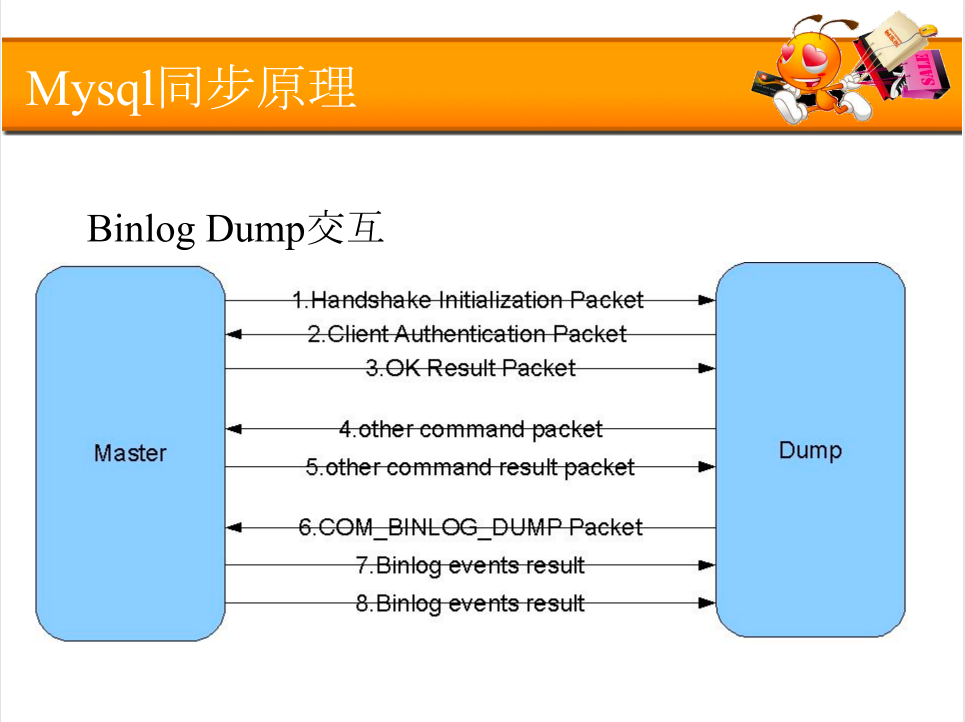 Mysql同步原理
SALE
Binlog Dump交互
1.Handshake Initialization Packet
2.Client Authentication Packet
3.OK Result Packet
4.other command packet
Master
Dump
5.other command result packet
6.COM_BINLOG_DUMP Packet
7.Binlog events result
8.Binlog events result